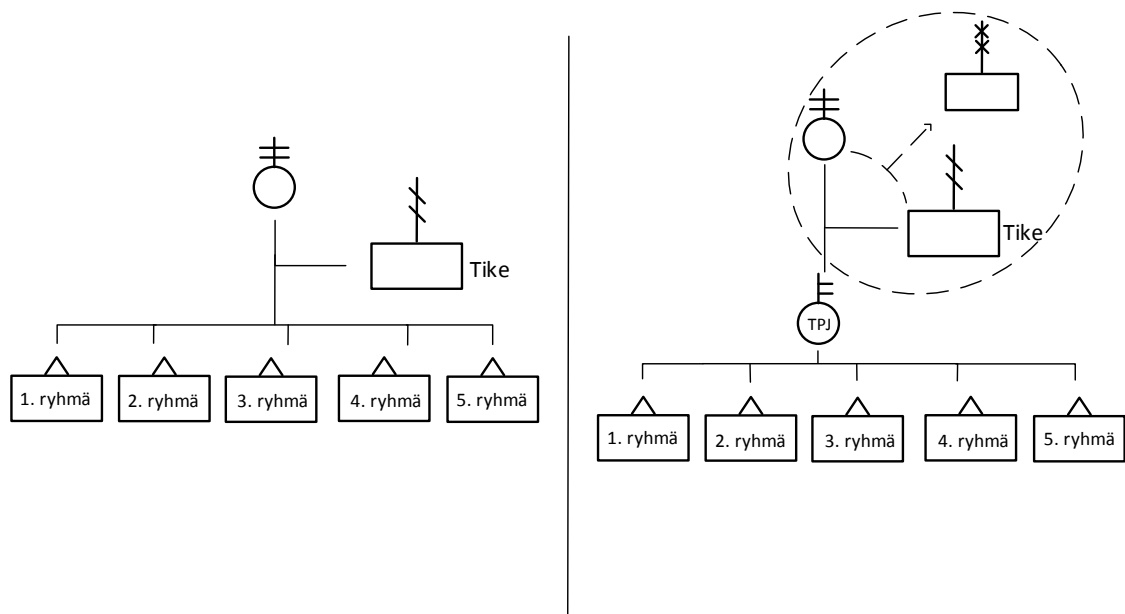 Tike
1. ryhmä
2. ryhmä
3. ryhmä
4. ryhmä
5. ryhmä
Tike
TPJ
1. ryhmä
2. ryhmä
3. ryhmä
4. ryhmä
5. ryhmä